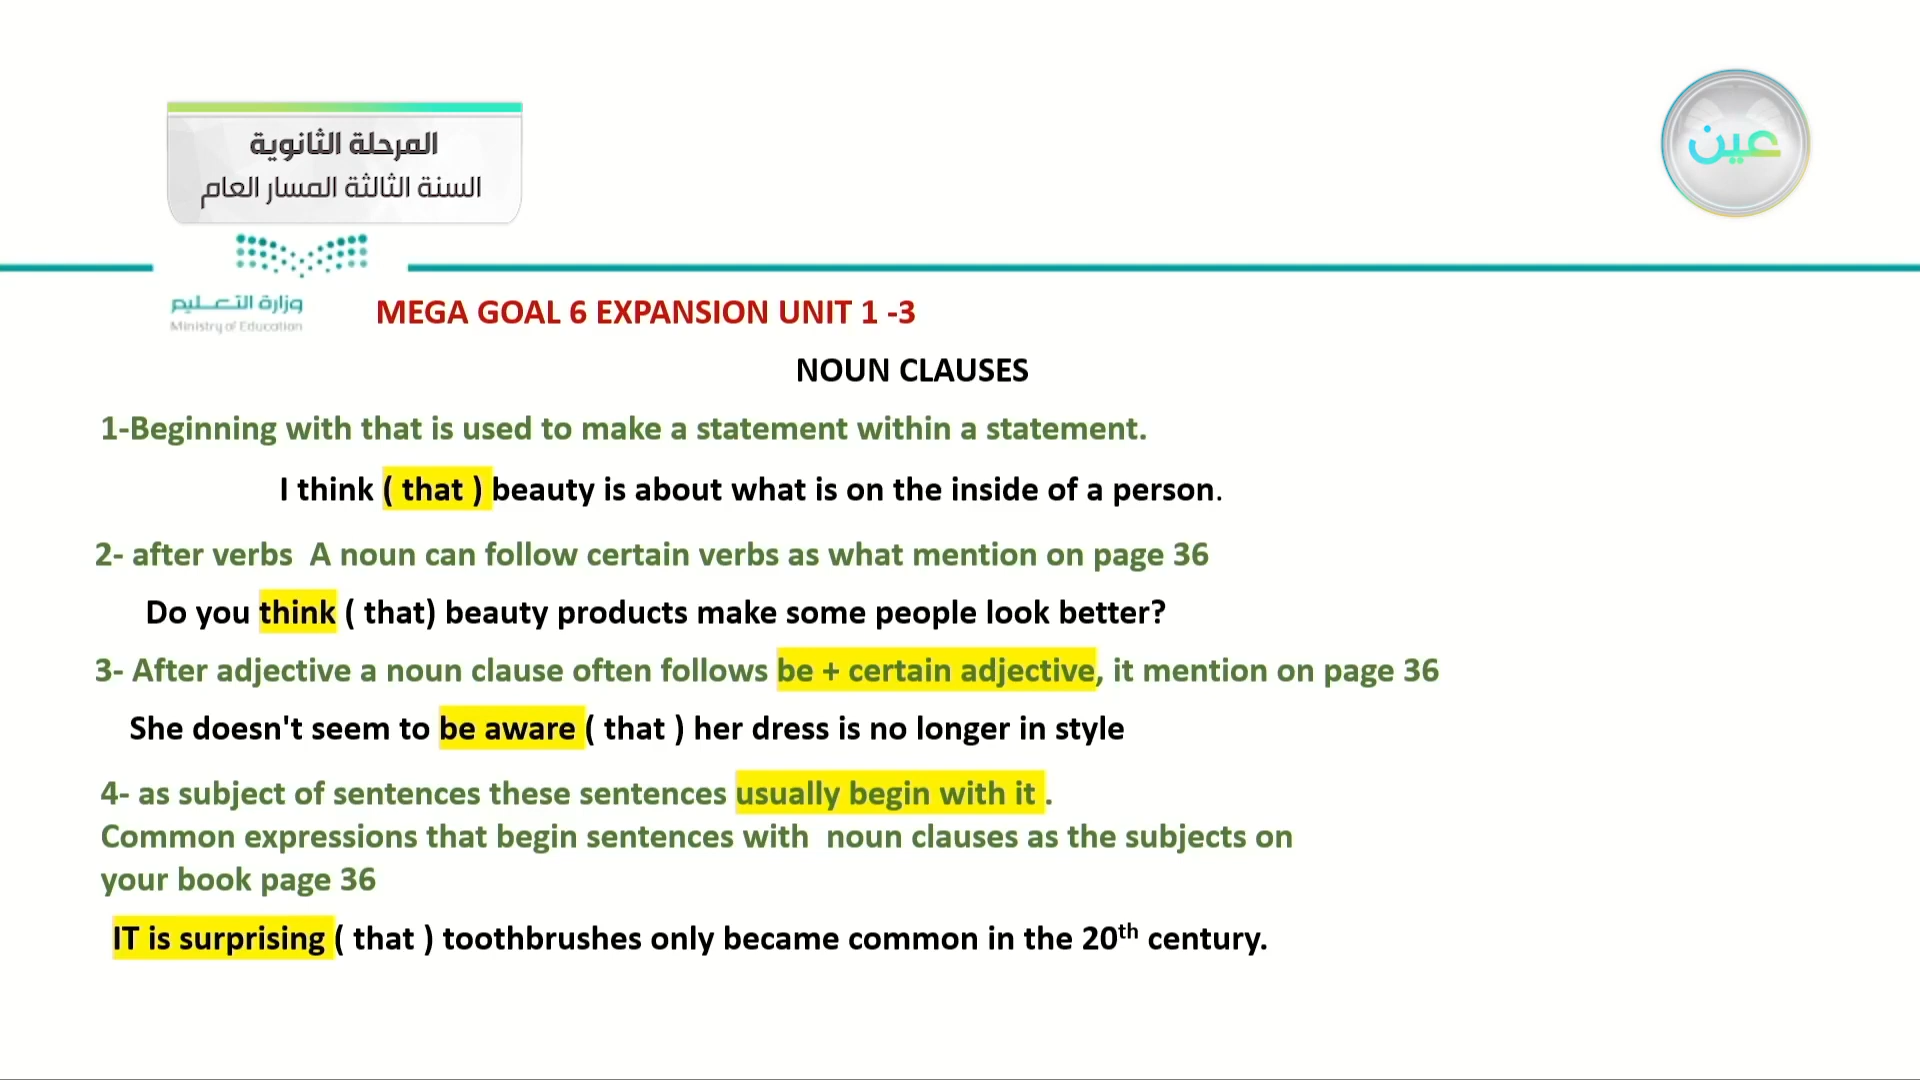 المرحلة الثانوية
السنة الثالثة المسار العام
عين
وزارة التعليم
Ministry of Education
MEGA GOAL 6 EXPANSION UNIT 1 -3
NOUN CLAUSES
1-Beginning with that is used to make a statement within a statement.
I think ( that ) beauty is about what is on the inside of a person.
2- after verbs  A noun can follow certain verbs as what mention on page 36
Do you think ( that) beauty products make some people look better?
3- After adjective a noun clause often follows be + certain adjective, it mention on page 36
She doesn't seem to be aware ( that ) her dress is no longer in style
4- as subject of sentences these sentences usually begin with it .
Common expressions that begin sentences with  noun clauses as the subjects on
your book page 36
IT is surprising ( that ) toothbrushes only became common in the 20th century.